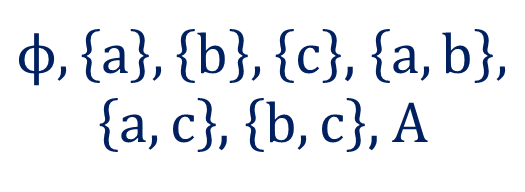 ϕ, {a}, {b}, {c}, {a, b},
{a, c}, {b, c}, A